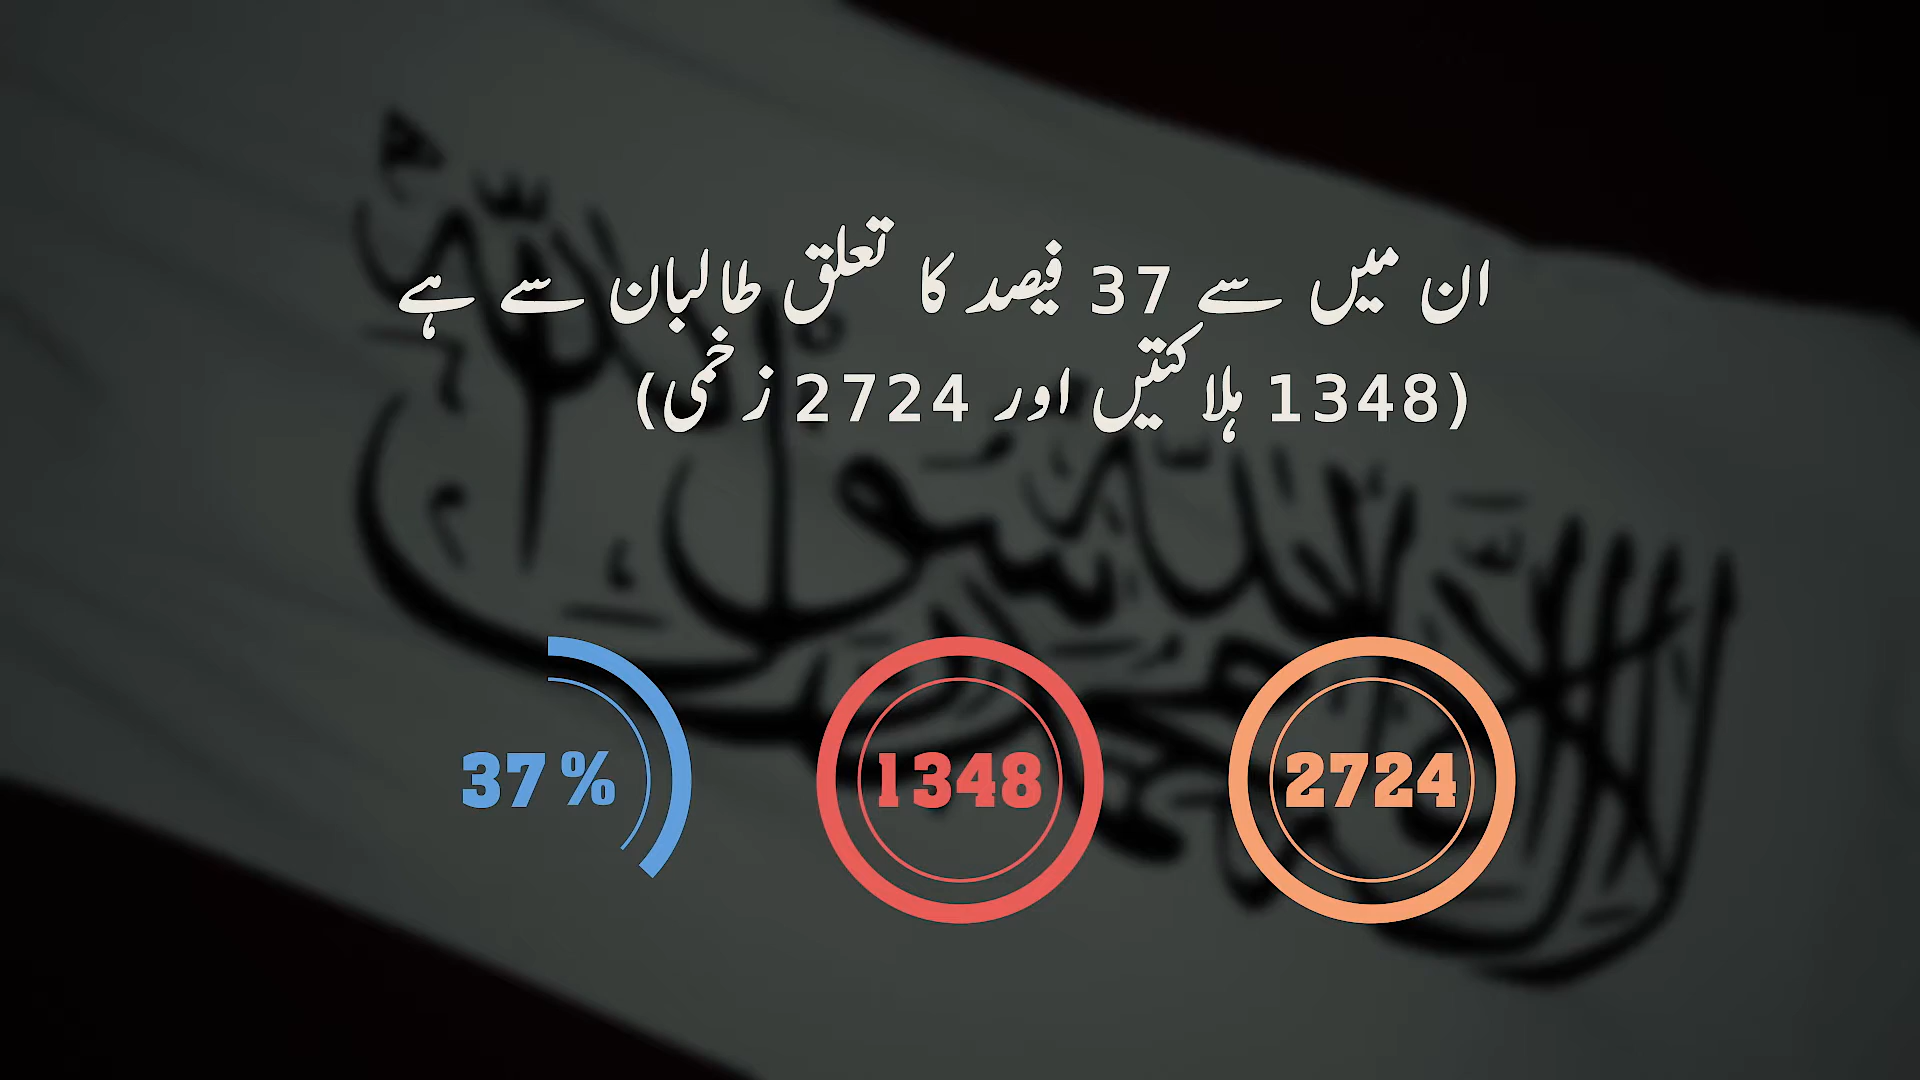 ان میں سے 37 فیصد کا تعلق طالبان سے ہے
(1348 ہلاکتیں اور 2724 زخمی)
37 % 1348 2724